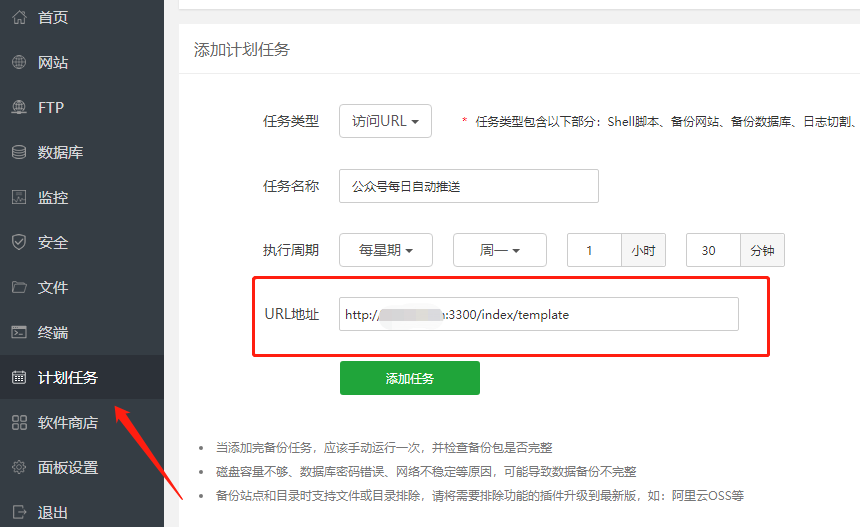 首页
网站
FTP
数据库
监控
安全
文件
终端
计划任务
软件商店
面板设置
退出
添加计划任务
任务类型 访问URL * 任务类型包含以下部分：Shell脚本、备份网站、备份数据库、日志切割、
任务名称 公众号每日自动推送
执行周期 每星期 周一 1 小时 30 分钟
URL地址 http:// :3300/index/template
添加任务
当添加完备份任务，应该手动运行一次，并检查备份包是否完整
磁盘容量不够、数据库密码错误、网络不稳定等原因，可能导致数据备份不完整
备份站点和目录时支持文件或目录排除，请将需要排除功能的插件升级到最新版，如：阿里云OSS等